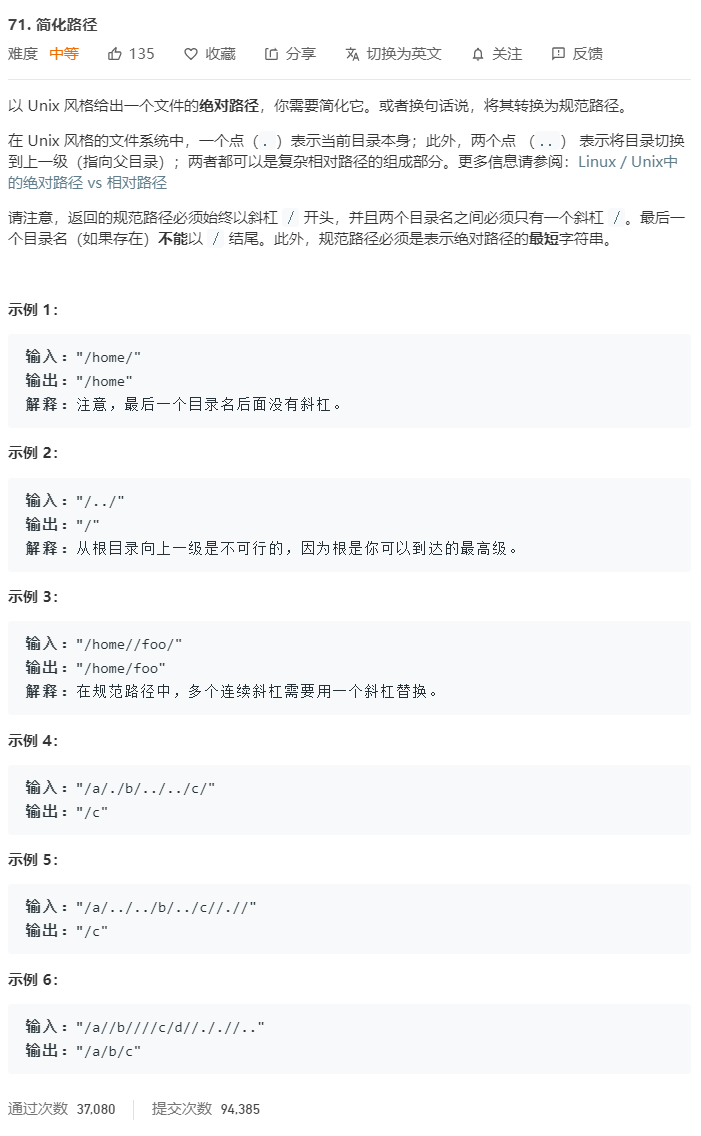 71. 简化路径
难度 中等 135 收藏 分享 切换为英文 关注 反馈
以 Unix 风格给出一个文件的绝对路径，你需要简化它。或者换句话说，将其转换为规范路径。
在 Unix 风格的文件系统中，一个点（.）表示当前目录本身；此外，两个点 （..） 表示将目录切换
到上一级（指向父目录）；两者都可以是复杂相对路径的组成部分。更多信息请参阅：Linux / Unix中
的绝对路径 vs 相对路径
请注意，返回的规范路径必须始终以斜杠 / 开头，并且两个目录名之间必须只有一个斜杠 /。最后一
个目录名（如果存在）不能以 / 结尾。此外，规范路径必须是表示绝对路径的最短字符串。
示例 1：
输入："/home/"
输出："/home"
解释：注意，最后一个目录名后面没有斜杠。
示例 2：
输入："/../"
输出："/"
解释：从根目录向上一级是不可行的，因为根是你可以到达的最高级。
示例 3：
输入："/home//foo/"
输出："/home/foo"
解释：在规范路径中，多个连续斜杠需要用一个斜杠替换。
示例 4：
输入："/a/./b/../../c/"
输出："/c"
示例 5：
输入："/a/../../b/../c//.//"
输出："/c"
示例 6：
输入："/a//b////c/d//././/.."
输出："/a/b/c"
通过次数 37,080 提交次数 94,385